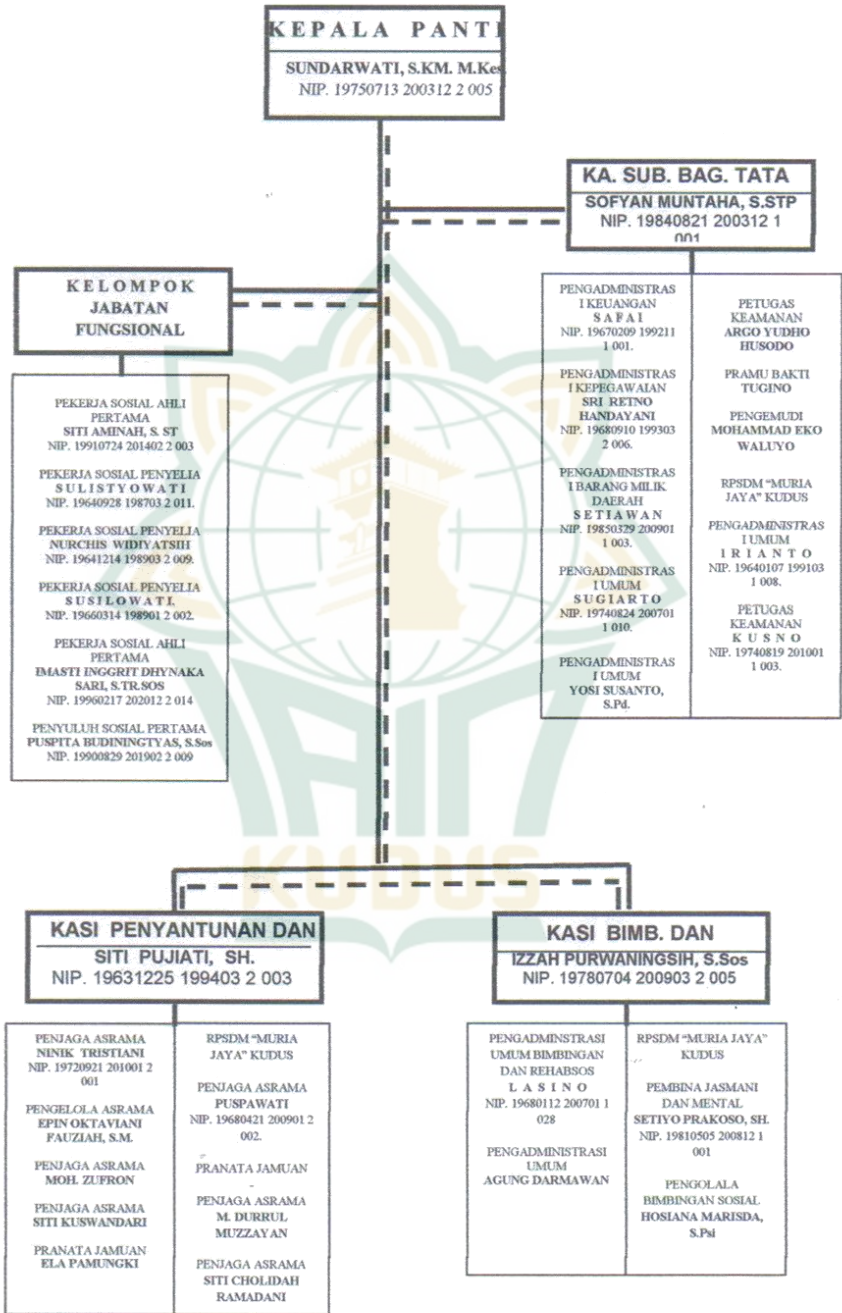 KEPALA PANTI
SUNDARWATI, S.KM. M.Kes
NIP. 19750713 200312 2 005
KA. SUB. BAG. TATA
SOFYAN MUNTAHA, S.STP
NIP. 19840821 200312 1
001
KELOMPOK
JABATAN
FUNGSIONAL
PEKERJA SOSIAL AHLI
PERTAMA
SITI AMINAH, S. ST
NIP. 19910724 201402 2 003
PEKERJA SOSIAL PENYELIA
SULISTYOWATI
NIP. 19640928 198703 2 011.
PEKERJA SOSIAL PENYELIA
NURCHIS WIDIYATSIH
NIP. 19641214 198903 2 009.
PEKERJA SOSIAL PENYELIA
SUSILOWATI.
NIP. 19660314 198901 2 002.
PEKERJA SOSIAL AHLI
PERTAMA
IMASTI INGGRIT DHYNAKA
SARI, S.TR.SOS
NIP. 19960217 202012 2 014
PENYULUH SOSIAL PERTAMA
PUSPITA BUDININGTYAS, S.Sos
NIP. 19900829 201902 2 009
PENGADMINISTRAS
I KEUANGAN
SAFAI
NIP. 19670209 199211
1 001.
PENGADMINISTRAS
I KEPEGAWAIAN
SRI RETNO
HANDAYANI
NIP. 19680910 199303
2 006.
PENGADMINISTRAS
I BARANG MILIK
DAERAH
SETIAWAN
NIP. 19850329 200901
1 003.
PENGADMINISTRAS
I UMUM
SUGIARTO
NIP. 19740824 200701
1 010.
PENGADMINISTRAS
I UMUM
YOSI SUSANTO,
S.Pd.
PETUGAS
KEAMANAN
ARGO YUDHO
HUSODO
PRAMU BAKTI
TUGINO
PENGEMUDI
MOHAMMAD EKO
WALUYO
RPSDM “MURIA
JAYA” KUDUS
PENGADMINISTRAS
I UMUM
IRIANTO
NIP. 19640107 199103
1 008.
PETUGAS
KEAMANAN
KUSNO
NIP. 19740819 201001
1 003.
KUDUS
KASI PENYANTUNAN DAN
SITI PUJIATI, SH.
NIP. 19631225 199403 2 003
PENJAGA ASRAMA
NINIK TRISTIANI
NIP. 19720921 201001 2
001
PENGELOLA ASRAMA
EPIN OKTAVIANI
FAUZIAH, S.M.
PENJAGA ASRAMA
MOH. ZUFRON
PENJAGA ASRAMA
SITI KUSWANDARI
PRANATA JAMUAN
ELA PAMUNGKI
RPSDM “MURIA
JAYA” KUDUS
PENJAGA ASRAMA
PUSPAWATI
NIP. 19680421 200901 2
002.
PRANATA JAMUAN
-
PENJAGA ASRAMA
M. DURRUL
MUZZAYAN
PENJAGA ASRAMA
SITI CHOLIDAH
RAMADANI
KASI BIMB. DAN
IZZAH PURWANINGSIH, S.Sos
NIP. 19780704 200903 2 005
PENGADMINSTRASI
UMUM BIMBINGAN
DAN REHABSOS
LASINO
NIP. 19680112 200701 1
028
PENGADMINISTRASI
UMUM
AGUNG DARMAWAN
RPSDM “MURIA JAYA”
KUDUS
PEMBINA JASMANI
DAN MENTAL
SETIYO PRAKOSO, SH.
NIP. 19810505 200812 1
001
PENGOLALA
BIMBINGAN SOSIAL
HOSIANA MARISDA,
S.Psi